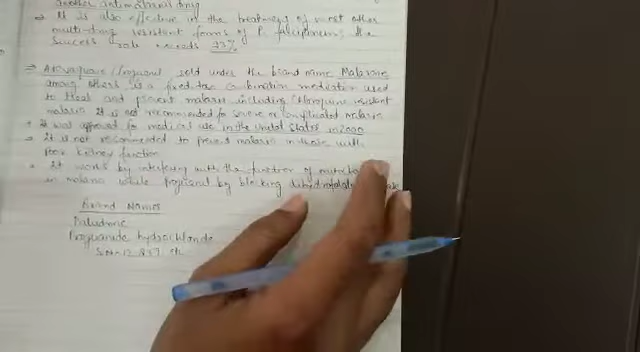 another antimalarial drug
⇒ It is also effective in the treatment of most other
multi-drug resistant forms of P. falciparum; the
success rate exceeds 93%
⇒ Atovaquone/Proguanil sold under the brand name Malarone
among others is a fixed-dose combination medication used
to treat and prevent malaria including chloroquine resistant
malaria It is not recommended for severe or complicated malaria
It was approved for medical use in the United States in 2000
⇒ It is not recommended to prevent malaria in those with
Poor kidney function
It works by interfering with the function of
in malaria while proguanil by blocking
Brand Names
Paludrine
hydrochloride